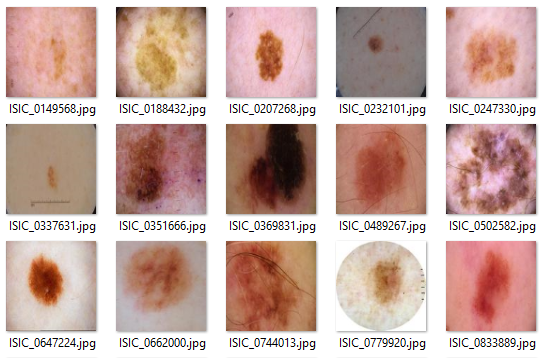 ISIC_0149568.jpg ISIC_0188432.jpg ISIC_0207268.jpg ISIC_0232101.jpg ISIC_0247330.jpg
ISIC_0337631.jpg ISIC_0351666.jpg ISIC_0369831.jpg ISIC_0489267.jpg ISIC_0502582.jpg
ISIC_0647224.jpg ISIC_0662000.jpg ISIC_0744013.jpg ISIC_0779920.jpg ISIC_0833889.jpg